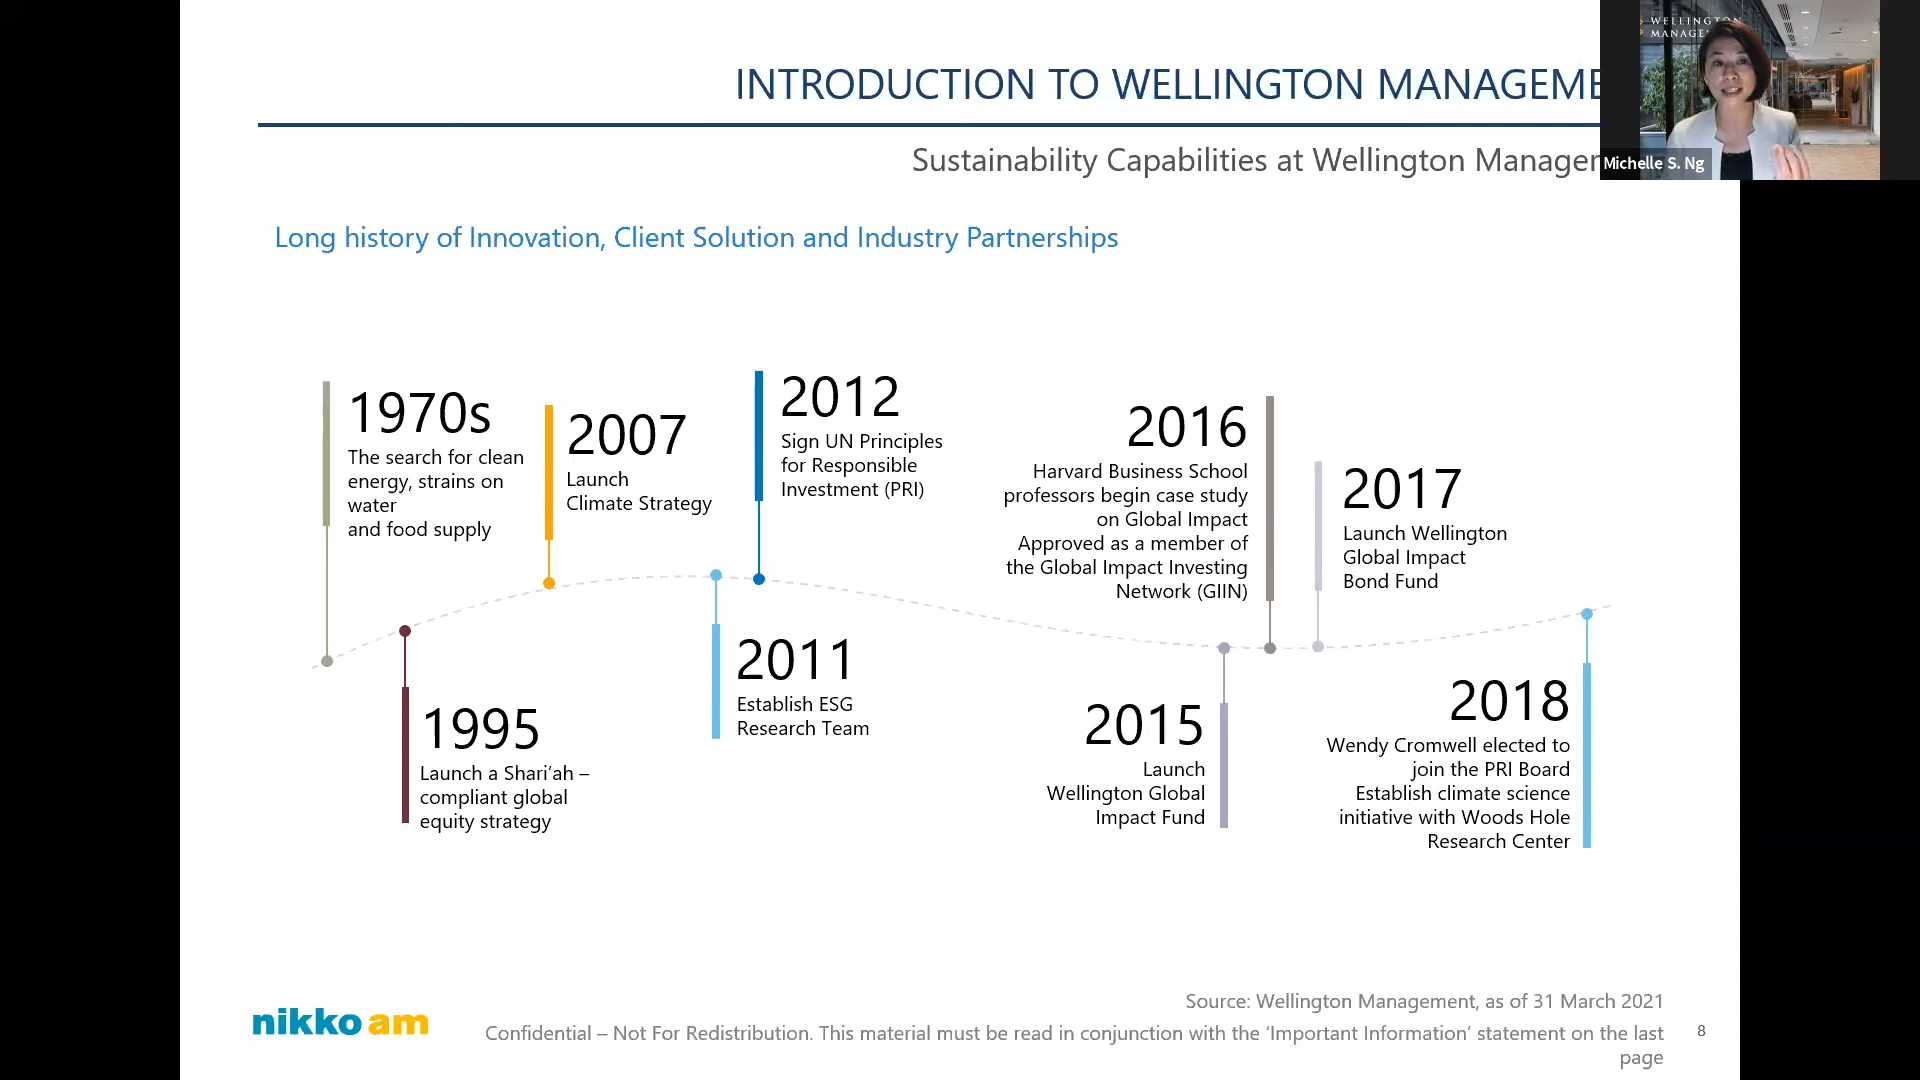 INTRODUCTION TO WELLINGTON MANAGEME
WELLINGTON
MANAGE
Michelle S. Ng
Sustainability Capabilities at Wellington Manager
Long history of Innovation, Client Solution and Industry Partnerships
1970s
The search for clean
energy, strains on
water
and food supply
1995
Launch a Shari’ah –
compliant global
equity strategy
2007
Launch
Climate Strategy
2011
Establish ESG
Research Team
2012
Sign UN Principles
for Responsible
Investment (PRI)
2015
Launch
Wellington Global
Impact Fund
2016
Harvard Business School
professors begin case study
on Global Impact
Approved as a member of
the Global Impact Investing
Network (GIIN)
2017
Launch Wellington
Global Impact
Bond Fund
2018
Wendy Cromwell elected to
join the PRI Board
Establish climate science
initiative with Woods Hole
Research Center
nikko am
Source: Wellington Management, as of 31 March 2021
Confidential – Not For Redistribution. This material must be read in conjunction with the ‘Important Information’ statement on the last
page
8